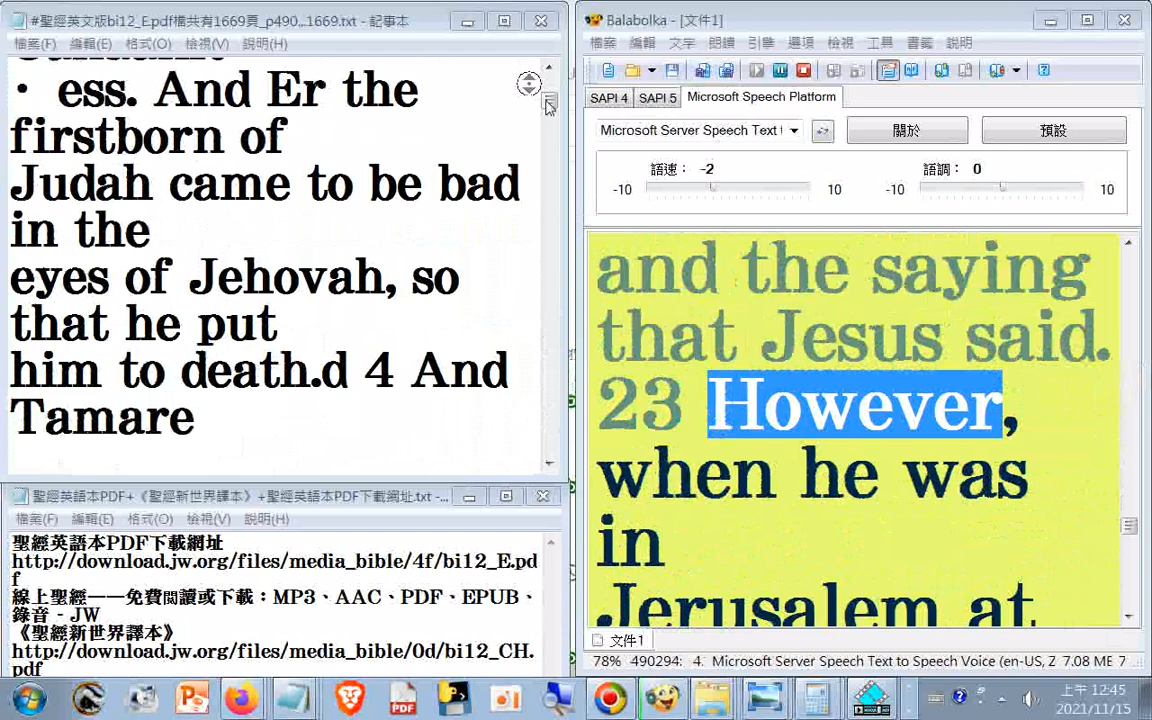 #聖經英文版bi12_E.pdf檔共有1669頁_p490,..1669.txt - 記事本
檔案(F) 編輯(E) 格式(O) 檢視(V) 說明(H)
• ess. And Er the
firstborn of
Judah came to be bad
in the
eyes of Jehovah, so
that he put
him to death.d 4 And
Tamare
聖經英語本PDF+《聖經新世界譯本》+聖經英語本PDF下載網址.txt -...
檔案(F) 編輯(E) 格式(O) 檢視(V) 說明(H)
聖經英語本PDF下載網址
http://download.jw.org/files/media_bible/4f/bi12_E.pd
f
線上聖經——免費閱讀或下載：MP3、AAC、PDF、EPUB、
錄音 - JW
《聖經新世界譯本》
http://download.jw.org/files/media_bible/0d/bi12_CH.
pdf
Balabolka - [文件1]
檔案 編輯 文字 朗讀 引擎 選項 檢視 工具 書籤 說明
SAPI 4 SAPI 5 Microsoft Speech Platform
Microsoft Server Speech Text 關於 預設
語速： -2 語調： 0
-10 10 -10 10
and the saying
that Jesus said.
23 However,
when he was
in
Jerusalem at
文件1
78% 490294: 4. Microsoft Server Speech Text to Speech Voice (en-US, Z 7.08 ME 7
上午 12:45
2021/11/15